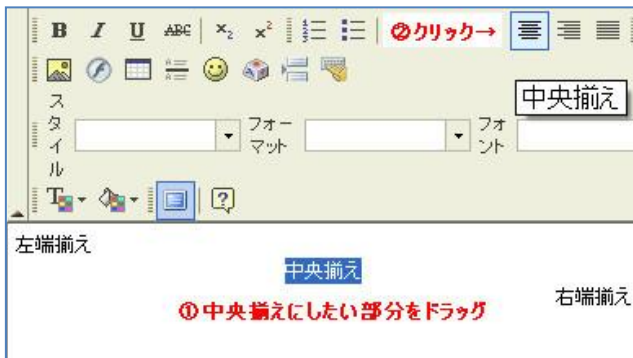 B I U ABC x₂ x² ②クリック→
中央揃え
スタイル フォーマット フォント
左端揃え
中央揃え
右端揃え
①中央揃えにしたい部分をドラッグ